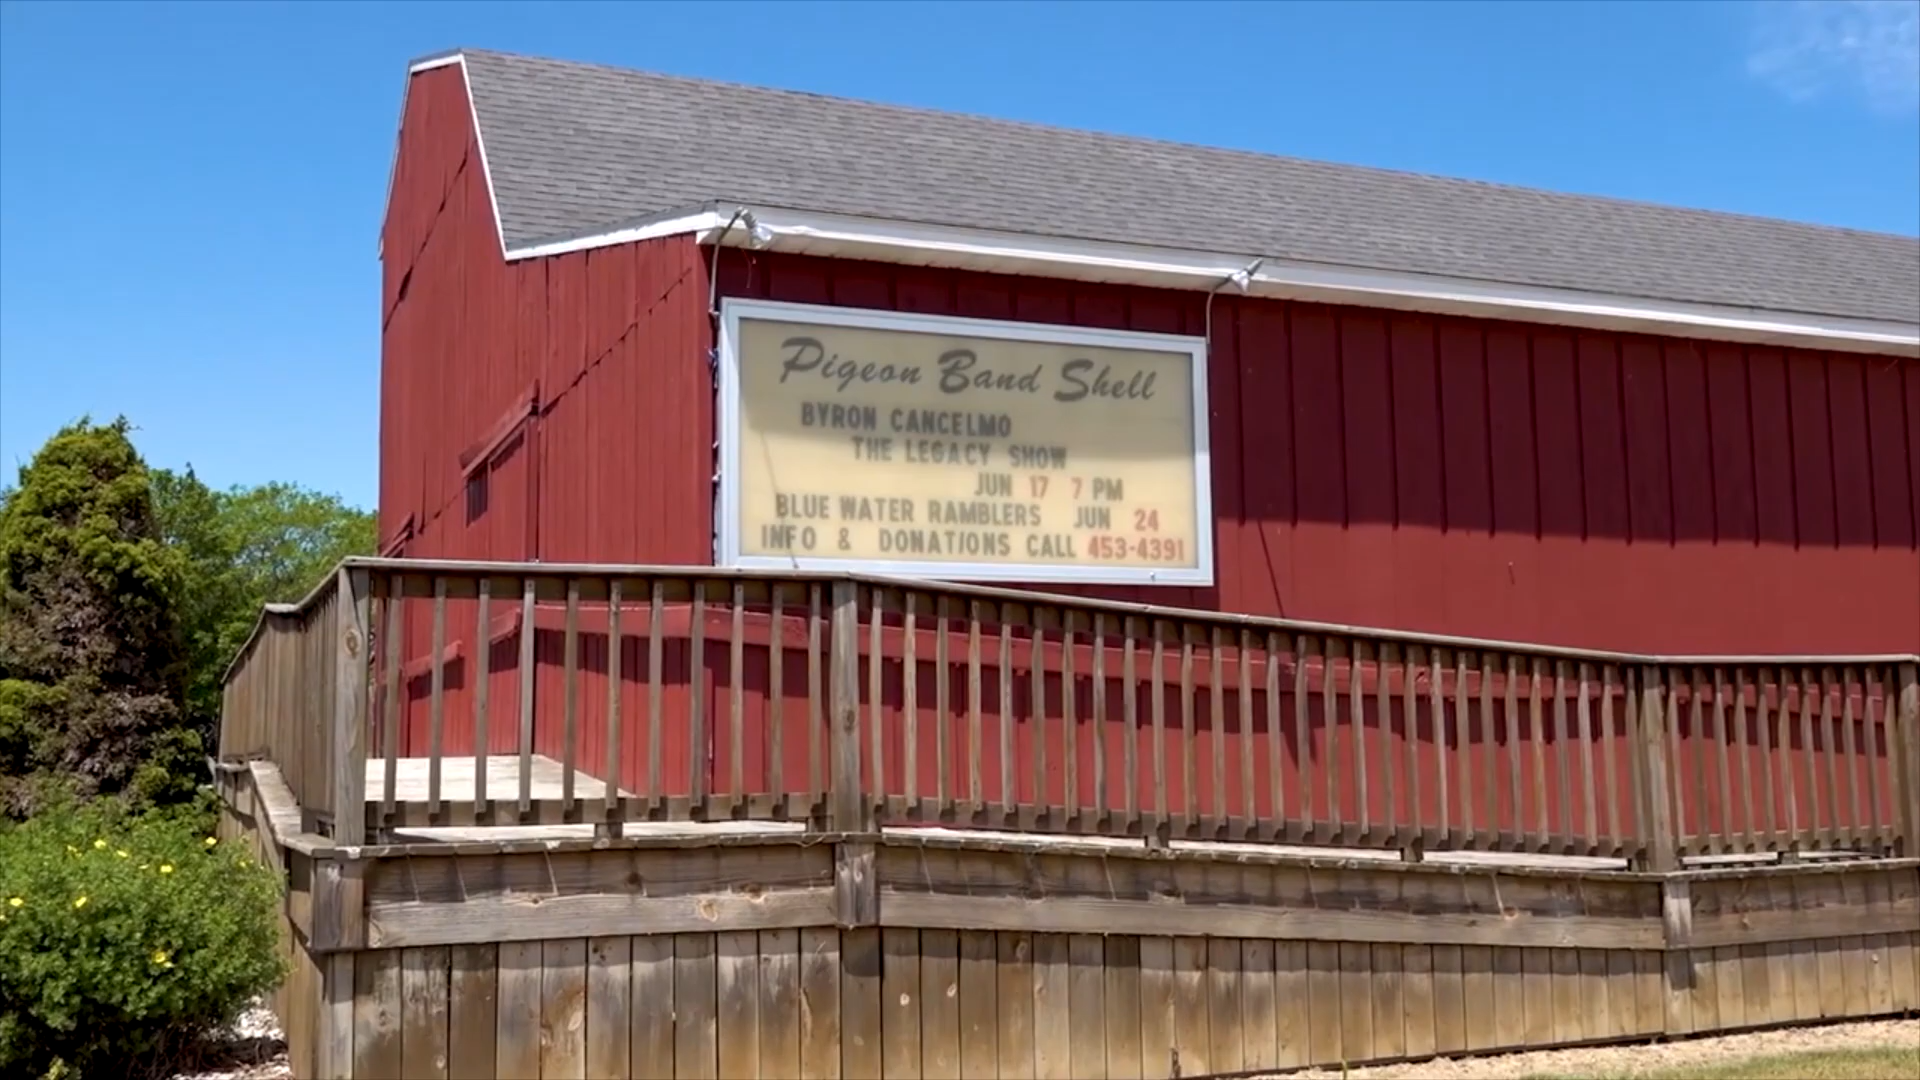 Pigeon Band Shell
BYRON CANCELMO
THE LEGACY SHOW
JUN 17 7 PM
BLUE WATER RAMBLERS JUN 24
INFO & DONATIONS CALL 453-4391